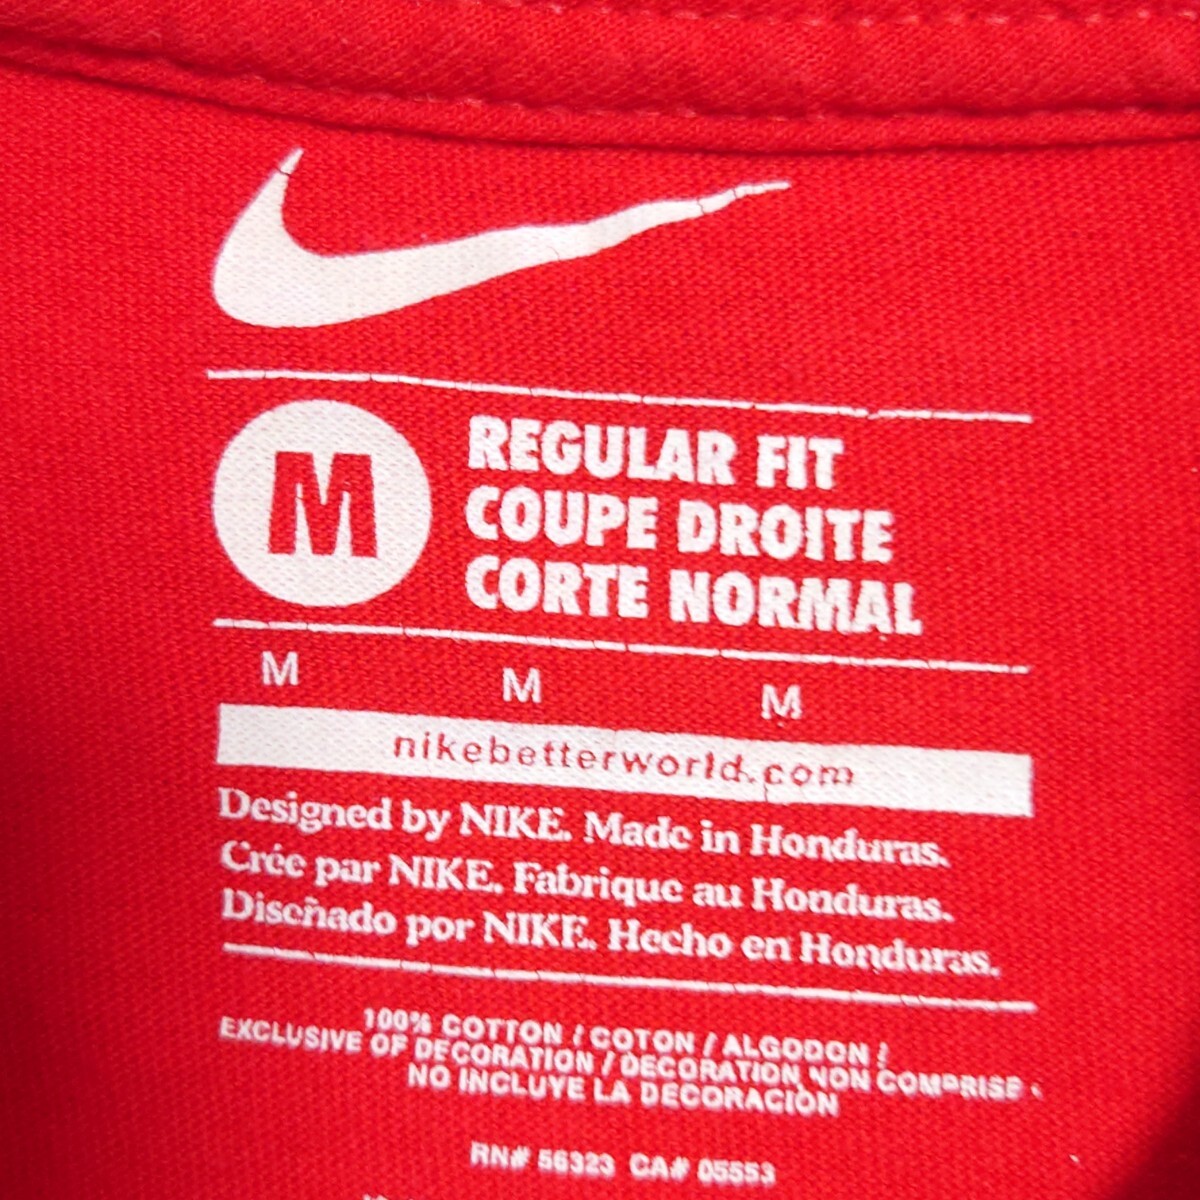 M
REGULAR FIT
COUPE DROITE
CORTE NORMAL
M M M
nikebetterworld.com
Designed by NIKE. Made in Honduras.
Crée par NIKE. Fabrique au Honduras.
Diseñado por NIKE. Hecho en Honduras.
100% COTTON / COTON / ALGODON /
EXCLUSIVE OF DECORATION / DECORATION NON COMPRISE
NO INCLUYE LA DECORACIÓN
RN# 56323 CA# 05553